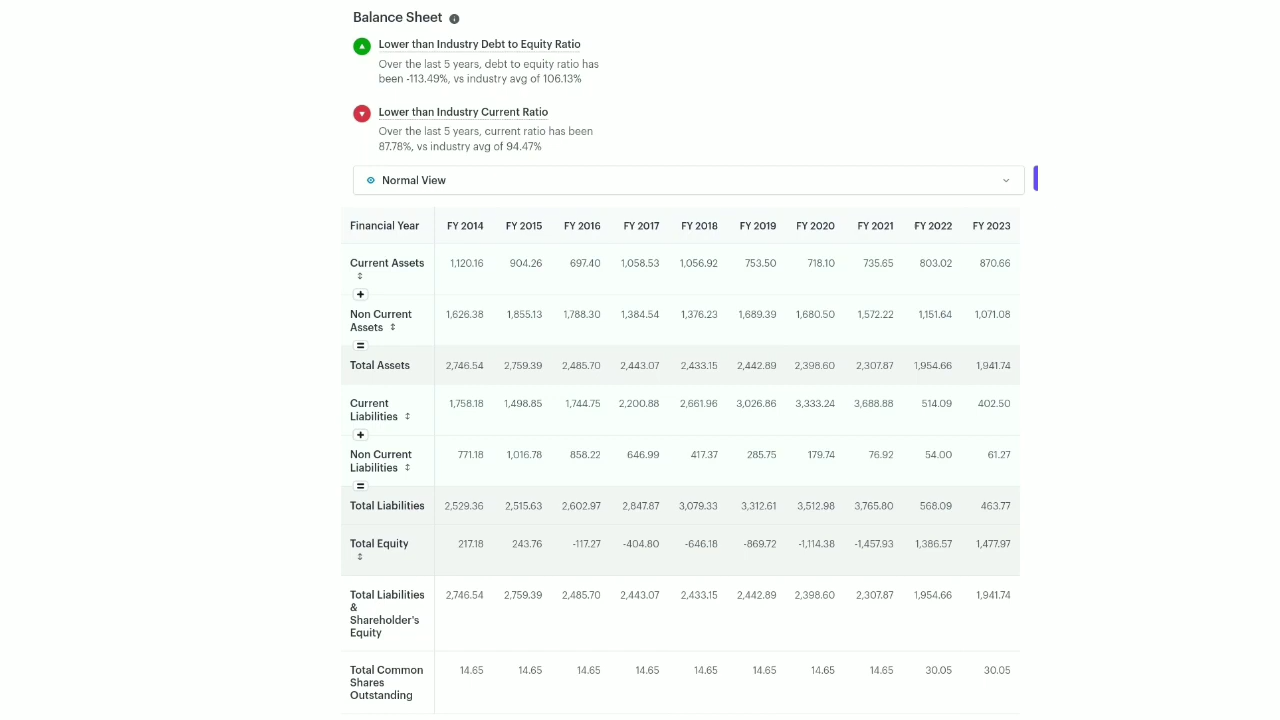 Balance Sheet
Lower than Industry Debt to Equity Ratio
Over the last 5 years, debt to equity ratio has
been -113.49%, vs industry avg of 106.13%
Lower than Industry Current Ratio
Over the last 5 years, current ratio has been
87.78%, vs industry avg of 94.47%
Normal View
Financial Year FY 2014 FY 2015 FY 2016 FY 2017 FY 2018 FY 2019 FY 2020 FY 2021 FY 2022 FY 2023
Current Assets 1,120.16 904.26 697.40 1,058.53 1,056.92 753.50 718.10 735.65 803.02 870.66
+
Non Current 1,626.38 1,855.13 1,788.30 1,384.54 1,376.23 1,689.39 1,680.50 1,572.22 1,151.64 1,071.08
Assets
=
Total Assets 2,746.54 2,759.39 2,485.70 2,443.07 2,433.15 2,442.89 2,398.60 2,307.87 1,954.66 1,941.74
Current 1,758.18 1,498.85 1,744.75 2,200.88 2,661.96 3,026.86 3,333.24 3,688.88 514.09 402.50
Liabilities
+
Non Current 771.18 1,016.78 858.22 646.99 417.37 285.75 179.74 76.92 54.00 61.27
Liabilities
=
Total Liabilities 2,529.36 2,515.63 2,602.97 2,847.87 3,079.33 3,312.61 3,512.98 3,765.80 568.09 463.77
Total Equity 217.18 243.76 -117.27 -404.80 -646.18 -869.72 -1,114.38 -1,457.93 1,386.57 1,477.97
Total Liabilities 2,746.54 2,759.39 2,485.70 2,443.07 2,433.15 2,442.89 2,398.60 2,307.87 1,954.66 1,941.74
&
Shareholder's
Equity
Total Common 14.65 14.65 14.65 14.65 14.65 14.65 14.65 14.65 30.05 30.05
Shares
Outstanding